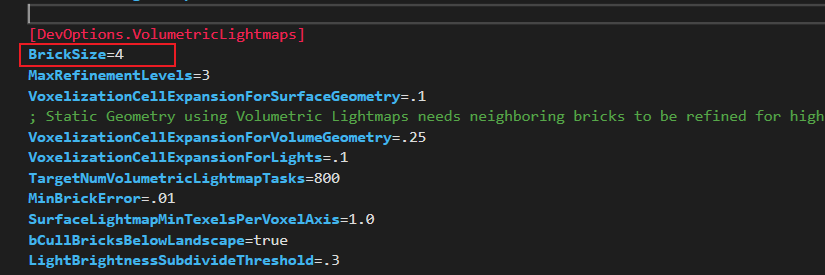 [DevOptions.VolumetricLightmaps]
BrickSize=4
MaxRefinementLevels=3
VoxelizationCellExpansionForSurfaceGeometry=.1
; Static Geometry using Volumetric Lightmaps needs neighboring bricks to be refined for high
VoxelizationCellExpansionForVolumeGeometry=.25
VoxelizationCellExpansionForLights=.1
TargetNumVolumetricLightmapTasks=800
MinBrickError=.01
SurfaceLightmapMinTexelsPerVoxelAxis=1.0
bCullBricksBelowLandscape=true
LightBrightnessSubdivideThreshold=.3